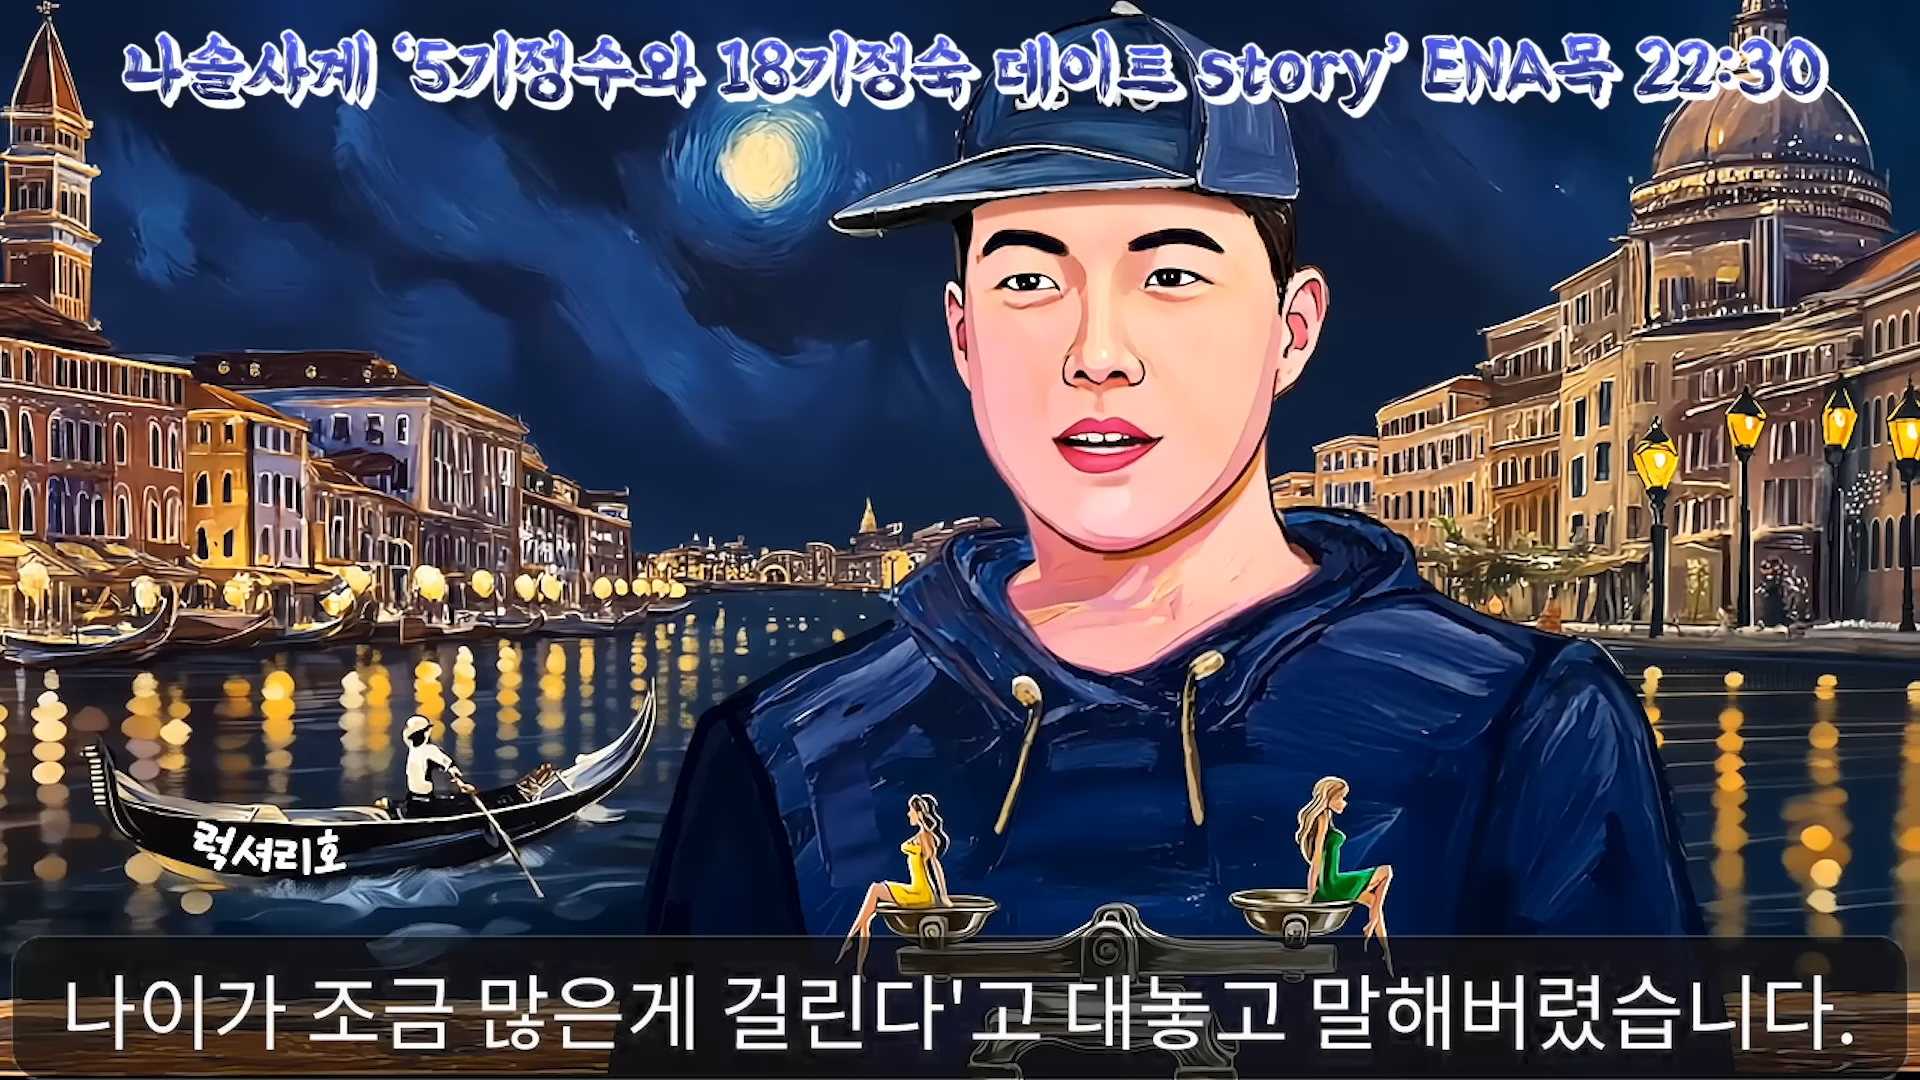 나솔사계 ‘5기정수와 18기정숙 데이트 story’ ENA목 22:30
럭셔리호
나이가 조금 많은게 걸린다'고 대놓고 말해버렸습니다.